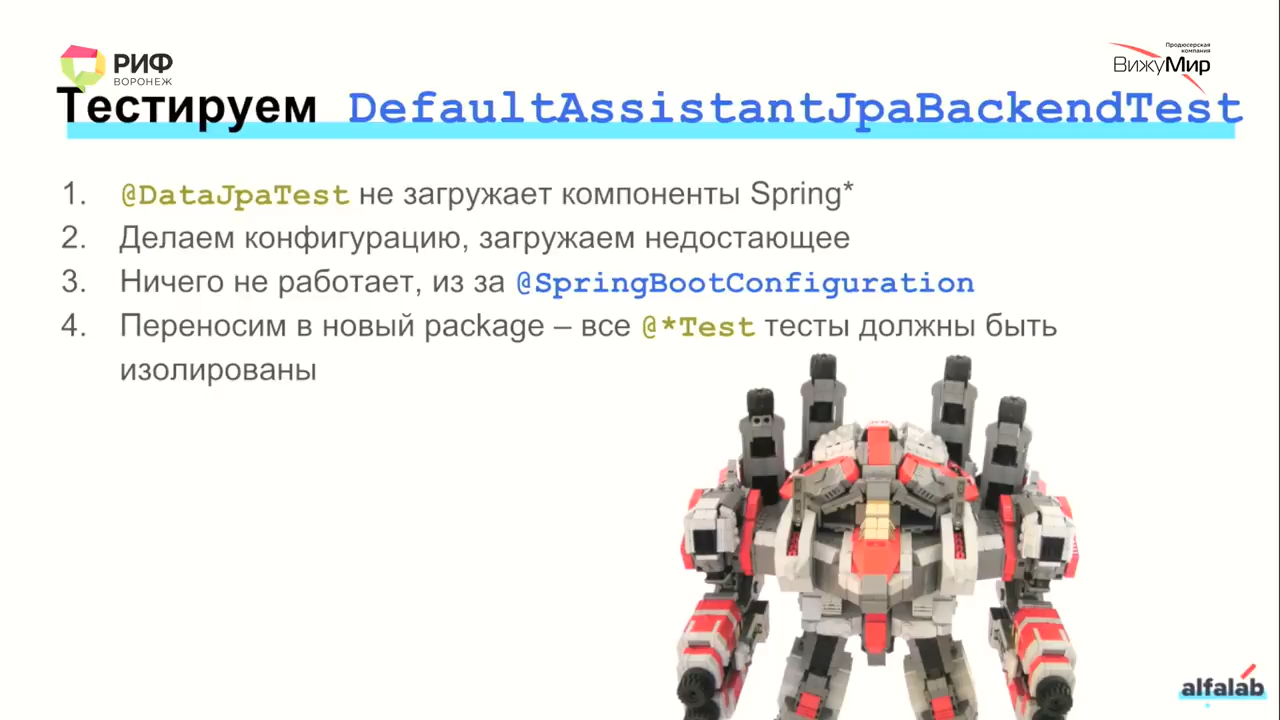 РИФ
ВОРОНЕЖ
Продюсерская
компания
ВижуМир
Тестируем DefaultAssistantJpaBackendTest
1. @DataJpaTest не загружает компоненты Spring*
2. Делаем конфигурацию, загружаем недостающее
3. Ничего не работает, из за @SpringBootConfiguration
4. Переносим в новый package – все @*Test тесты должны быть
изолированы
alfalab